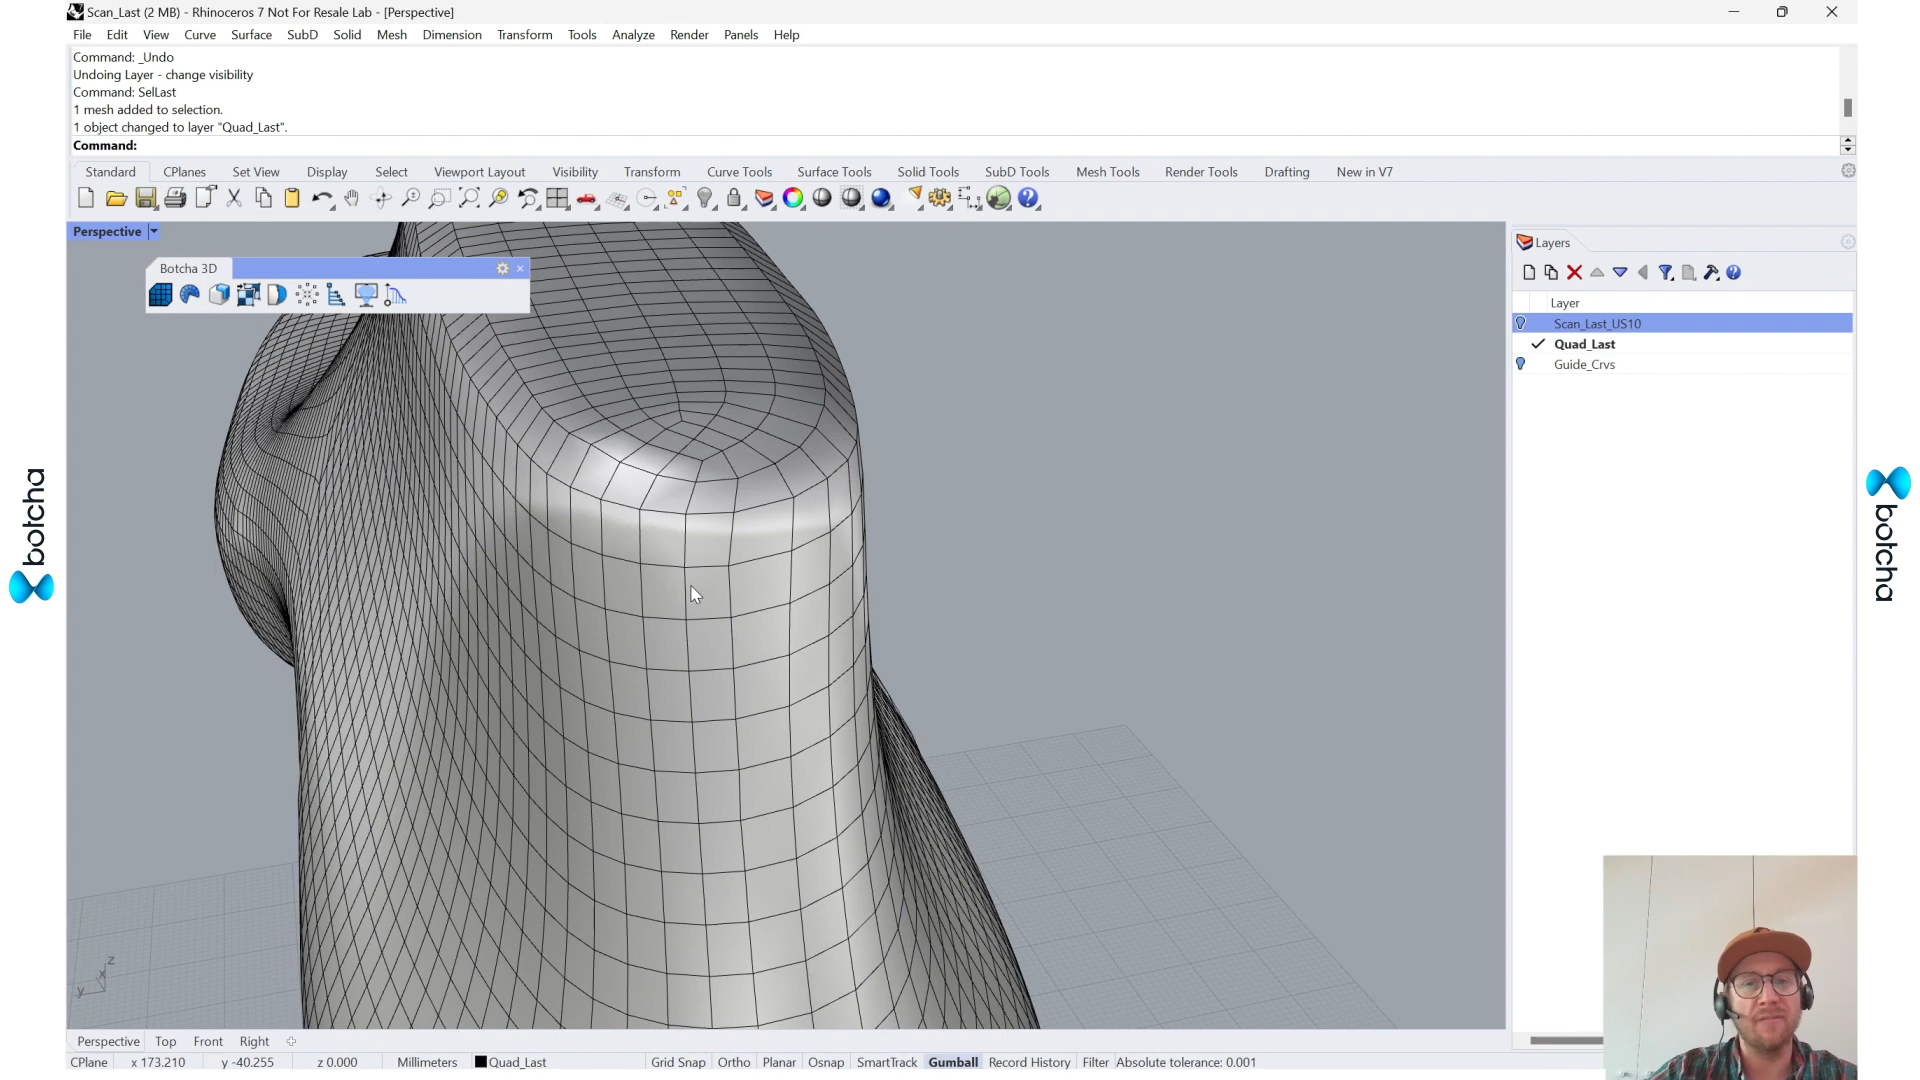 Scan_Last (2 MB) - Rhinoceros 7 Not For Resale Lab - [Perspective]
File Edit View Curve Surface SubD Solid Mesh Dimension Transform Tools Analyze Render Panels Help
Command: _Undo
Undoing Layer - change visibility
Command: SelLast
1 mesh added to selection.
1 object changed to layer "Quad_Last".
Command:
Standard CPlanes Set View Display Select Viewport Layout Visibility Transform Curve Tools Surface Tools Solid Tools SubD Tools Mesh Tools Render Tools Drafting New in V7
Perspective
Botcha 3D
Layers
Layer
Scan_Last_US10
Quad_Last
Guide_Crvs
botcha
botcha
z
x
y
Perspective Top Front Right
CPlane x 173.210 y -40.255 z 0.000 Millimeters Quad_Last Grid Snap Ortho Planar Osnap SmartTrack Gumball Record History Filter Absolute tolerance: 0.001